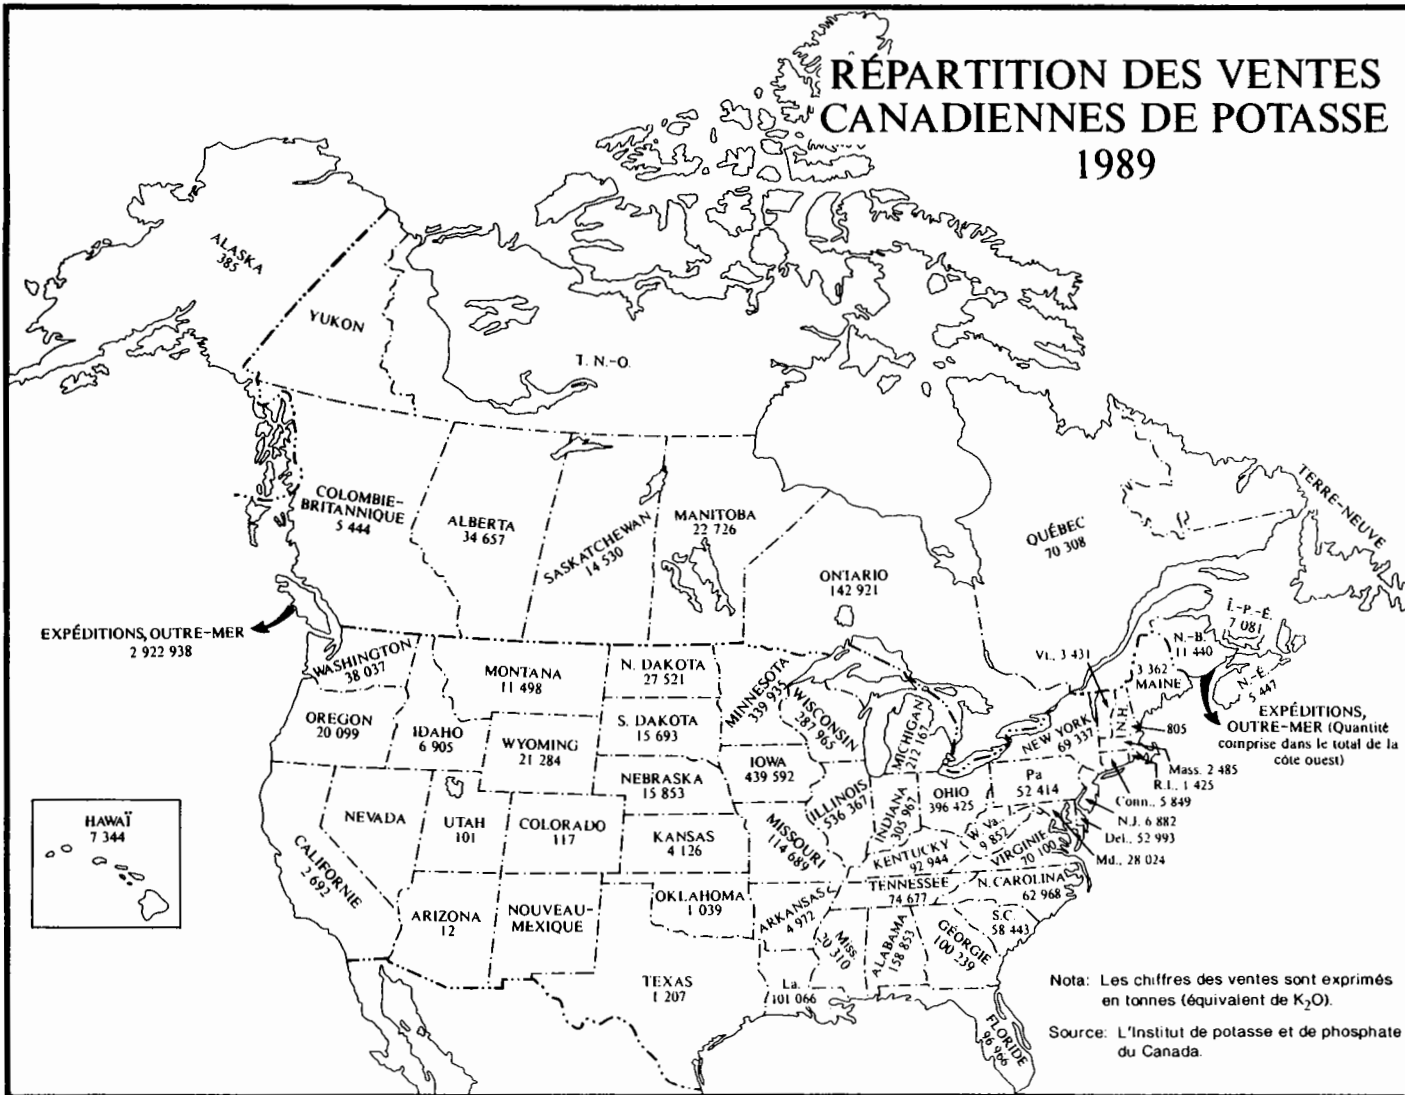 RÉPARTITION DES VENTES
CANADIENNES DE POTASSE
1989
ALASKA
385
YUKON
T. N.-O.
COLOMBIE-
BRITANNIQUE
5 444
ALBERTA
34 657
SASKATCHEWAN
14 530
MANITOBA
22 726
ONTARIO
142 921
QUÉBEC
70 308
TERRE-NEUVE
Î.-P.-É.
7 081
N.-B.
11 440
N.-É.
5 447
EXPÉDITIONS, OUTRE-MER
2 922 938
EXPÉDITIONS,
OUTRE-MER (Quantité
comprise dans le total de la
côte ouest)
WASHINGTON
38 037
MONTANA
11 498
N. DAKOTA
27 521
MINNESOTA
339 935
WISCONSIN
287 965
MICHIGAN
212 167
Vt., 3 431
3 362
MAINE
N.H.
805
OREGON
20 099
IDAHO
6 905
WYOMING
21 284
S. DAKOTA
15 693
IOWA
439 592
NEW YORK
69 337
Mass. 2 485
R.I., 1 425
Conn., 5 849
N.J. 6 882
Del., 52 993
Md., 28 024
NEBRASKA
15 853
ILLINOIS
536 367
INDIANA
305 967
OHIO
396 425
Pa
52 414
W. Va.
9 852
VIRGINIE
70 100
HAWAÏ
7 344
NEVADA
UTAH
101
COLORADO
117
KANSAS
4 126
MISSOURI
114 689
KENTUCKY
92 944
CALIFORNIE
2 692
ARIZONA
12
NOUVEAU-
MEXIQUE
OKLAHOMA
1 039
ARKANSAS
4 972
TENNESSEE
74 677
N. CAROLINA
62 968
S.C.
58 443
TEXAS
1 207
La.
101 066
Miss.
20 310
ALABAMA
158 853
GÉORGIE
100 239
FLORIDE
96 966
Nota: Les chiffres des ventes sont exprimés
en tonnes (équivalent de K₂O).
Source: L'Institut de potasse et de phosphate
du Canada.